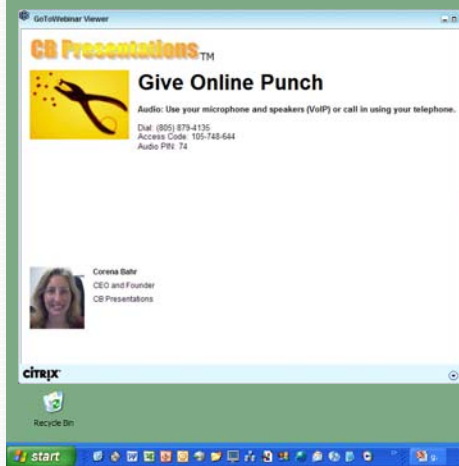 GoToWebinar Viewer
CB Presentations™
Give Online Punch
Audio: Use your microphone and speakers (VoIP) or call in using your telephone.
Dial: (805) 879-4135
Access Code: 105-748-644
Audio PIN: 74
Corena Bahr
CEO and Founder
CB Presentations
CİTRIX
Recycle Bin
start
g.